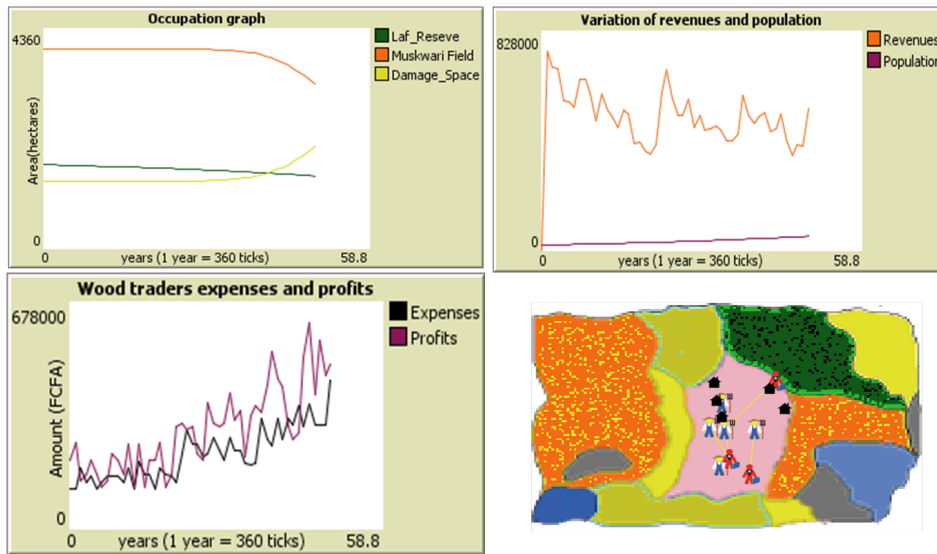 Occupation graph
4360
Area(hectares)
0
0
years (1 year = 360 ticks)
58.8
Laf_Reseve
Muskwari Field
Damage_Space
Variation of revenues and population
828000
0
0
years (1 year = 360 ticks)
58.8
Revenues
Population
Wood traders expenses and profits
678000
Amount (FCFA)
0
0
years (1 year = 360 ticks)
58.8
Expenses
Profits